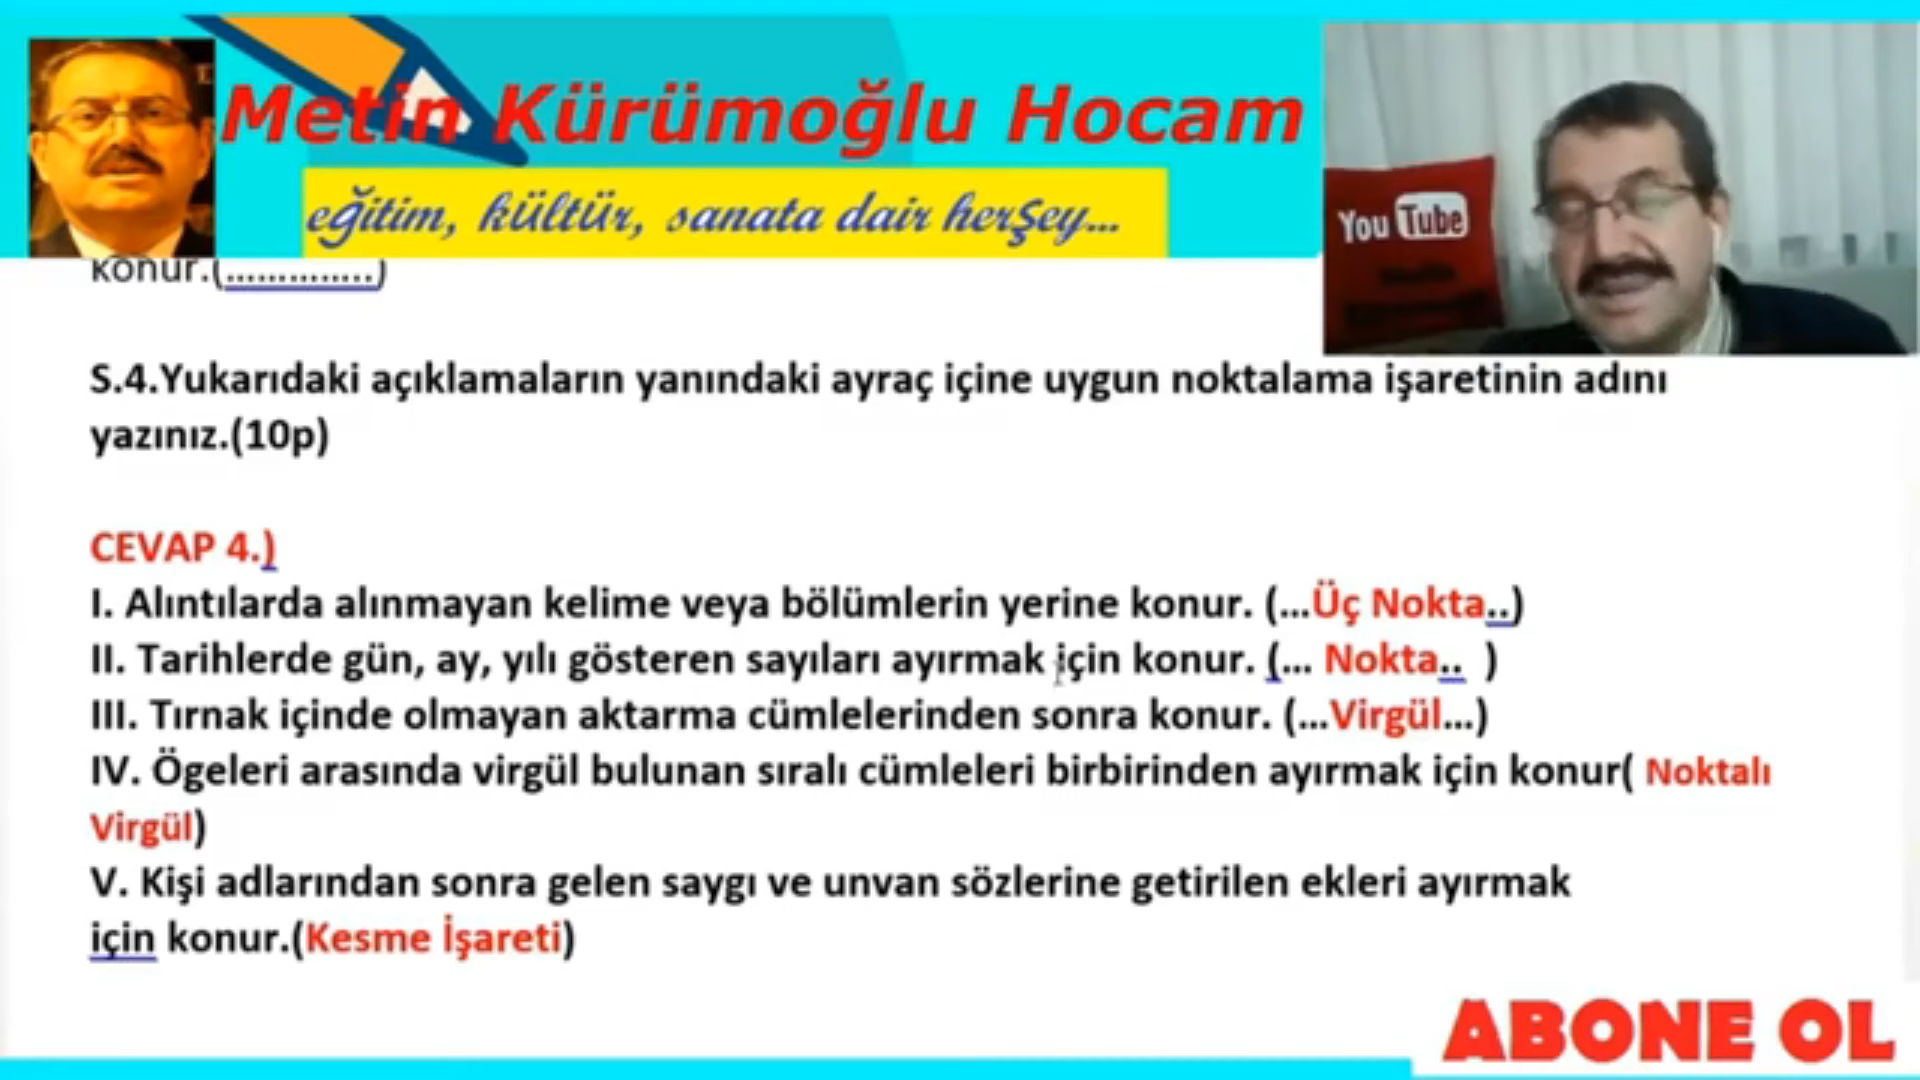 Metin Kürümoğlu Hocam
eğitim, kültür, sanata dair herşey...
You Tube
konur.(..............)
S.4.Yukarıdaki açıklamaların yanındaki ayraç içine uygun noktalama işaretinin adını
yazınız.(10p)
CEVAP 4.)
I. Alıntılarda alınmayan kelime veya bölümlerin yerine konur. (...Üç Nokta..)
II. Tarihlerde gün, ay, yılı gösteren sayıları ayırmak için konur. (... Nokta.. )
III. Tırnak içinde olmayan aktarma cümlelerinden sonra konur. (...Virgül...)
IV. Ögeleri arasında virgül bulunan sıralı cümleleri birbirinden ayırmak için konur( Noktalı
Virgül)
V. Kişi adlarından sonra gelen saygı ve unvan sözlerine getirilen ekleri ayırmak
için konur.(Kesme İşareti)
ABONE OL